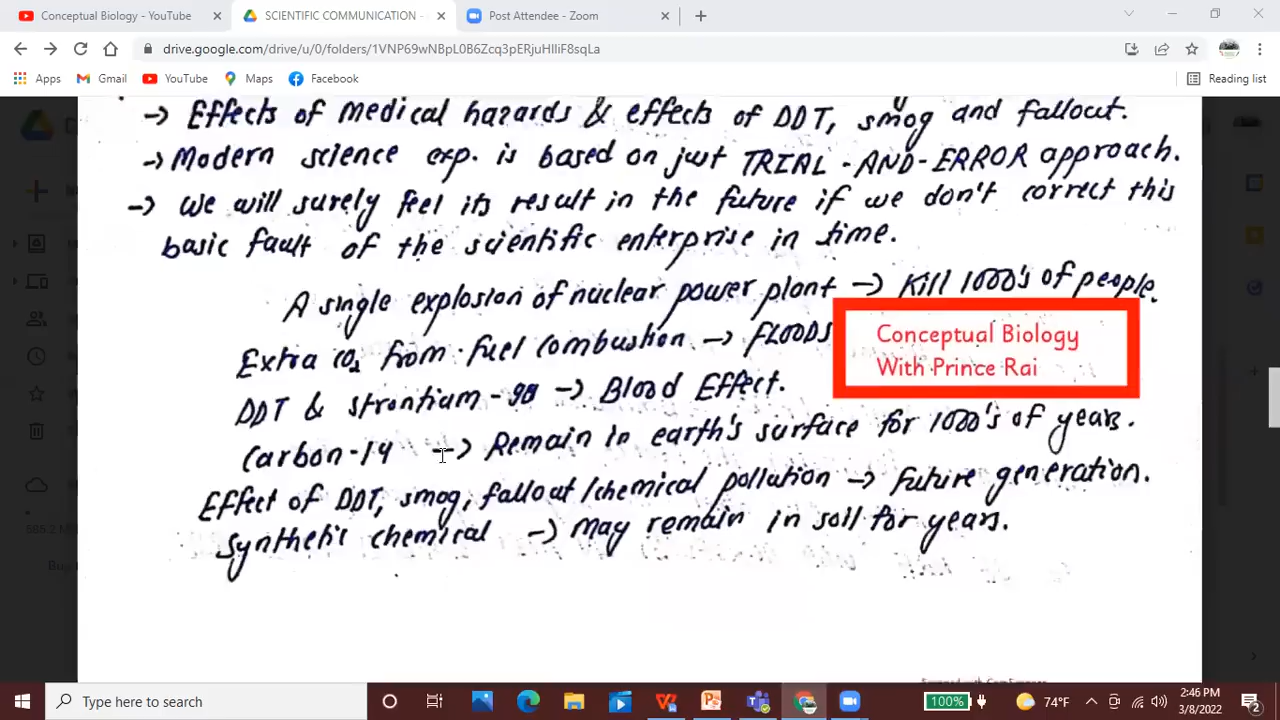 Conceptual Biology - YouTube
SCIENTIFIC COMMUNICATION -
Post Attendee - Zoom
drive.google.com/drive/u/0/folders/1VNP69wNBpL0B6Zcq3pERjuHIliF8sqLa
Apps Gmail YouTube Maps Facebook Reading list
→ Effects of medical hazards & effects of DDT, smog and fallout.
→ Modern science exp. is based on just TRIAL-AND-ERROR approach.
→ We will surely feel its result in the future if we don't correct this
basic fault of the scientific enterprise in time.
A single explosion of nuclear power plant → Kill 1000's of people.
Extra CO2 from fuel combustion → FLOODS
Conceptual Biology
With Prince Rai
DDT & Strontium-90 → Blood Effect.
Carbon-14 → Remain in earth's surface for 1000's of years.
Effect of DDT, smog, fallout/chemical pollution → future generation.
Synthetic chemical → May remain in soil for years.
Type here to search
100%
74°F
2:46 PM
3/8/2022
2